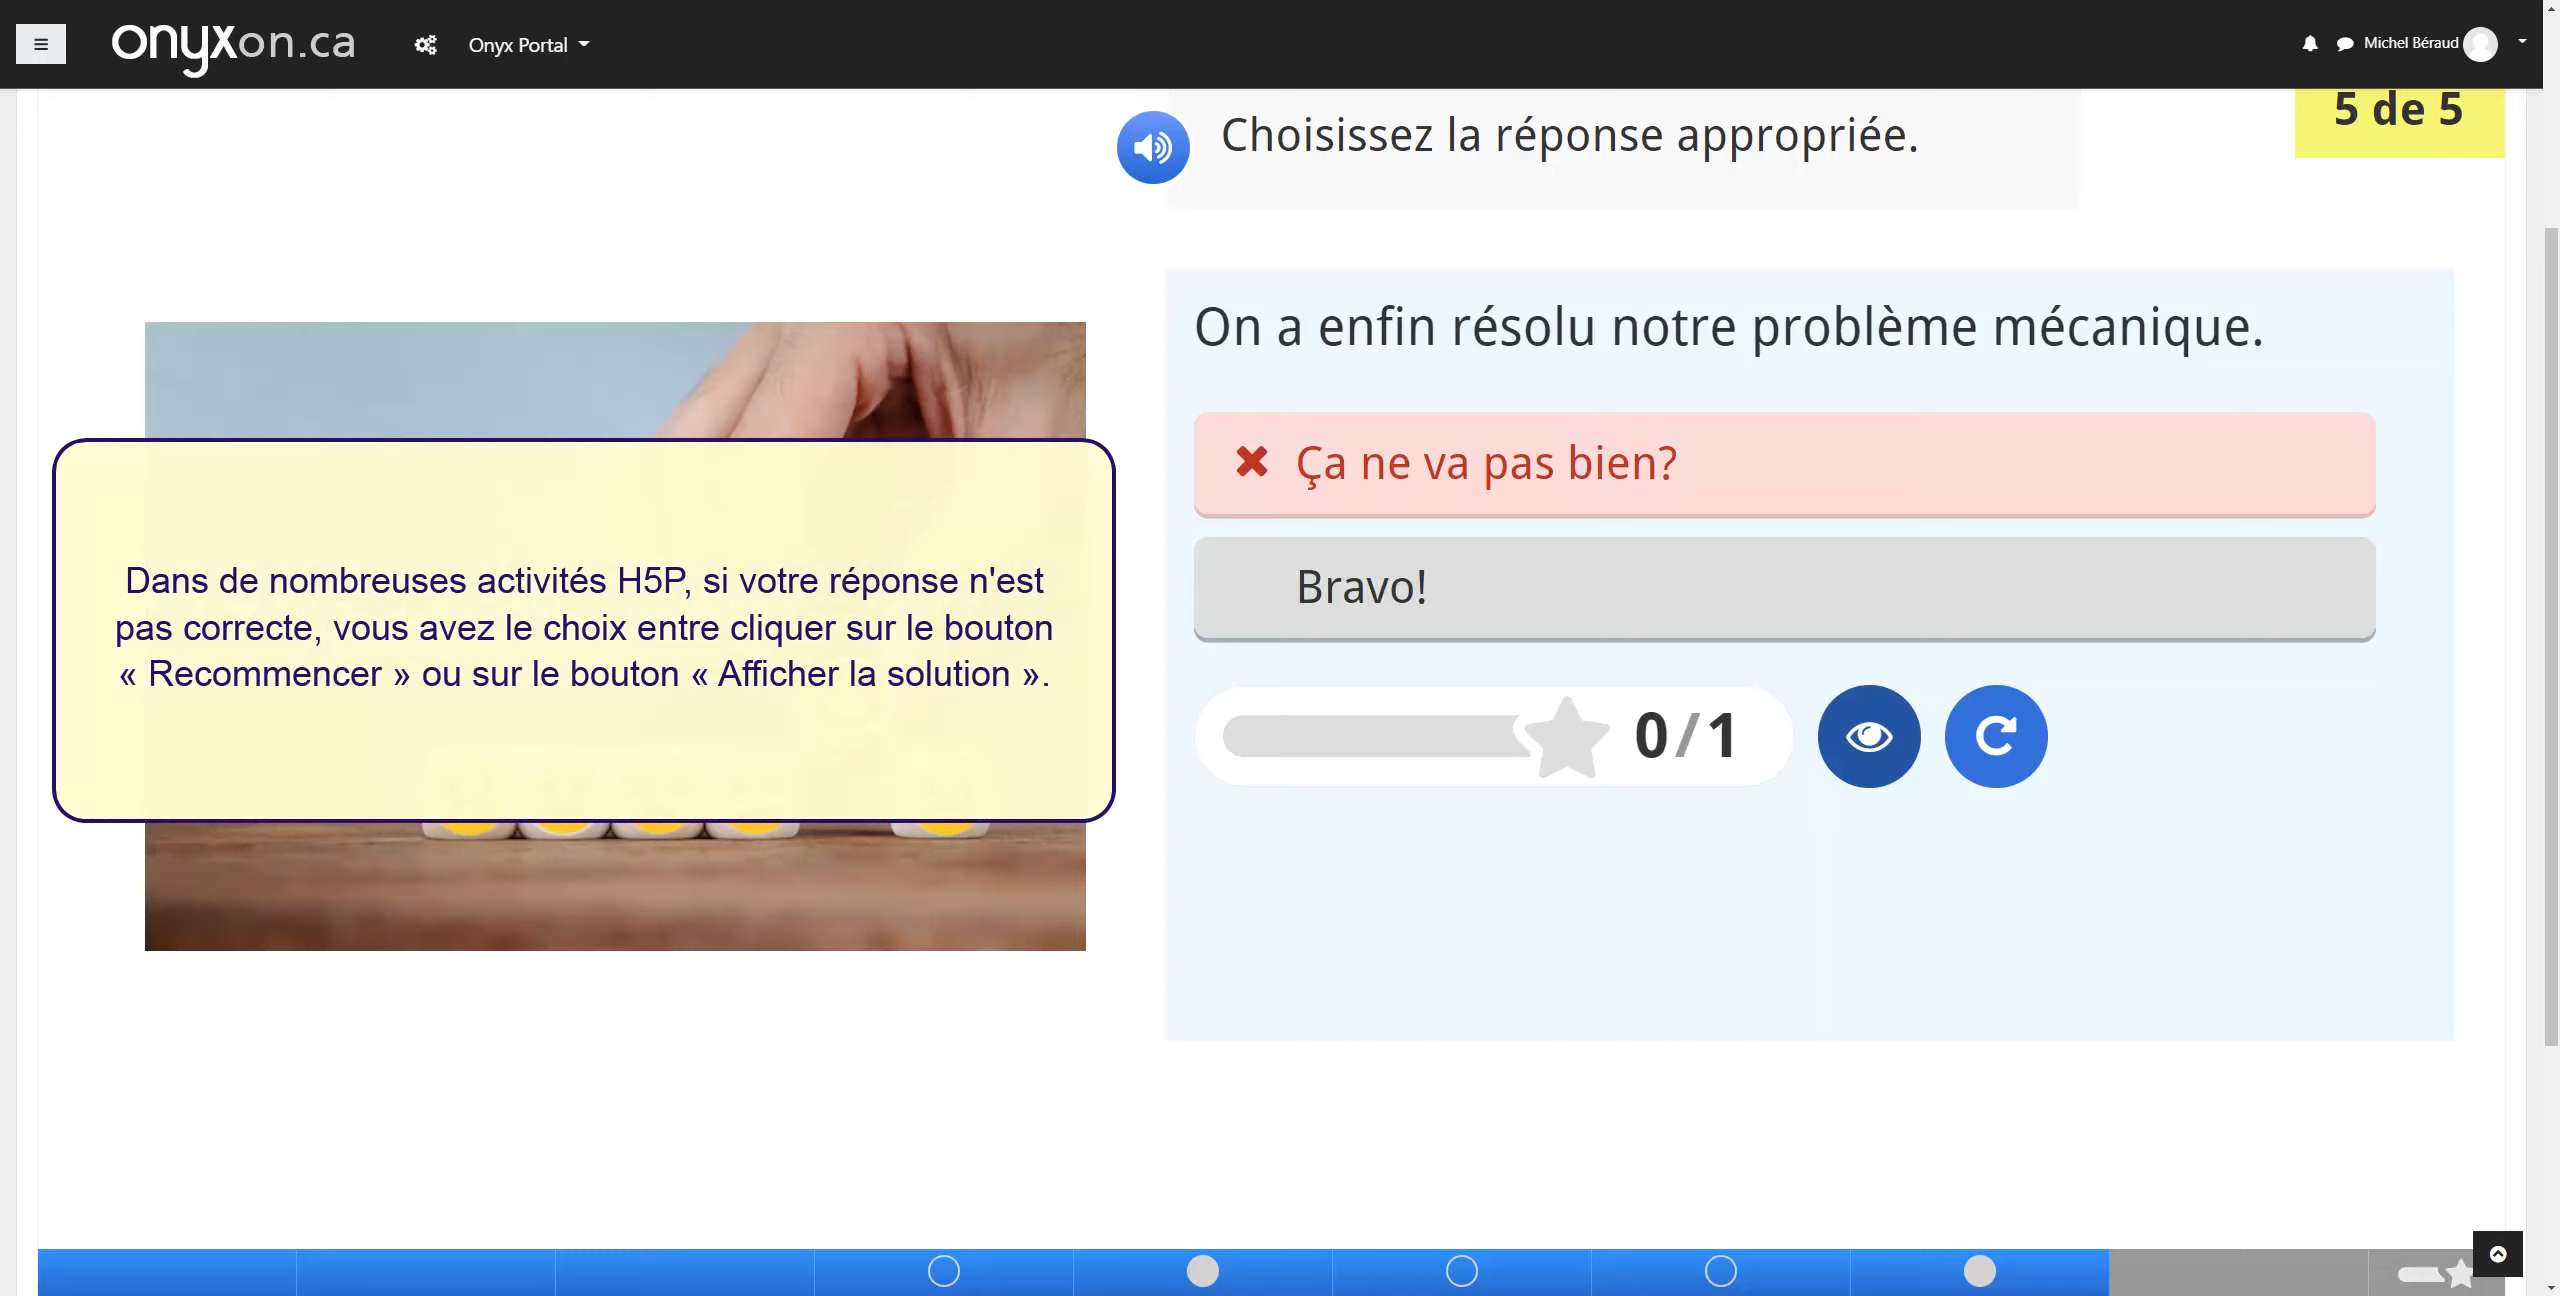 onyxon.ca
Onyx Portal
Michel Béraud
5 de 5
Choisissez la réponse appropriée.
On a enfin résolu notre problème mécanique.
Ça ne va pas bien?
Bravo!
0/1
Dans de nombreuses activités H5P, si votre réponse n'est
pas correcte, vous avez le choix entre cliquer sur le bouton
« Recommencer » ou sur le bouton « Afficher la solution ».